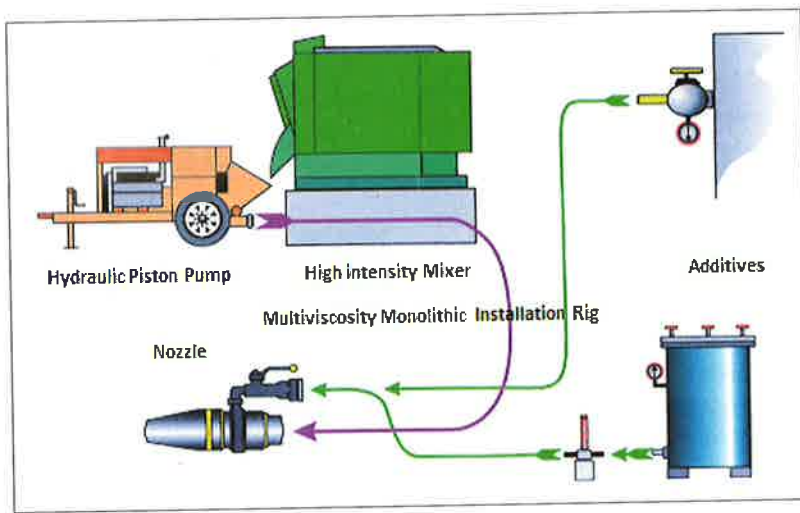 Hydraulic Piston Pump
High intensity Mixer
Additives
Multiviscosity Monolithic Installation Rig
Nozzle